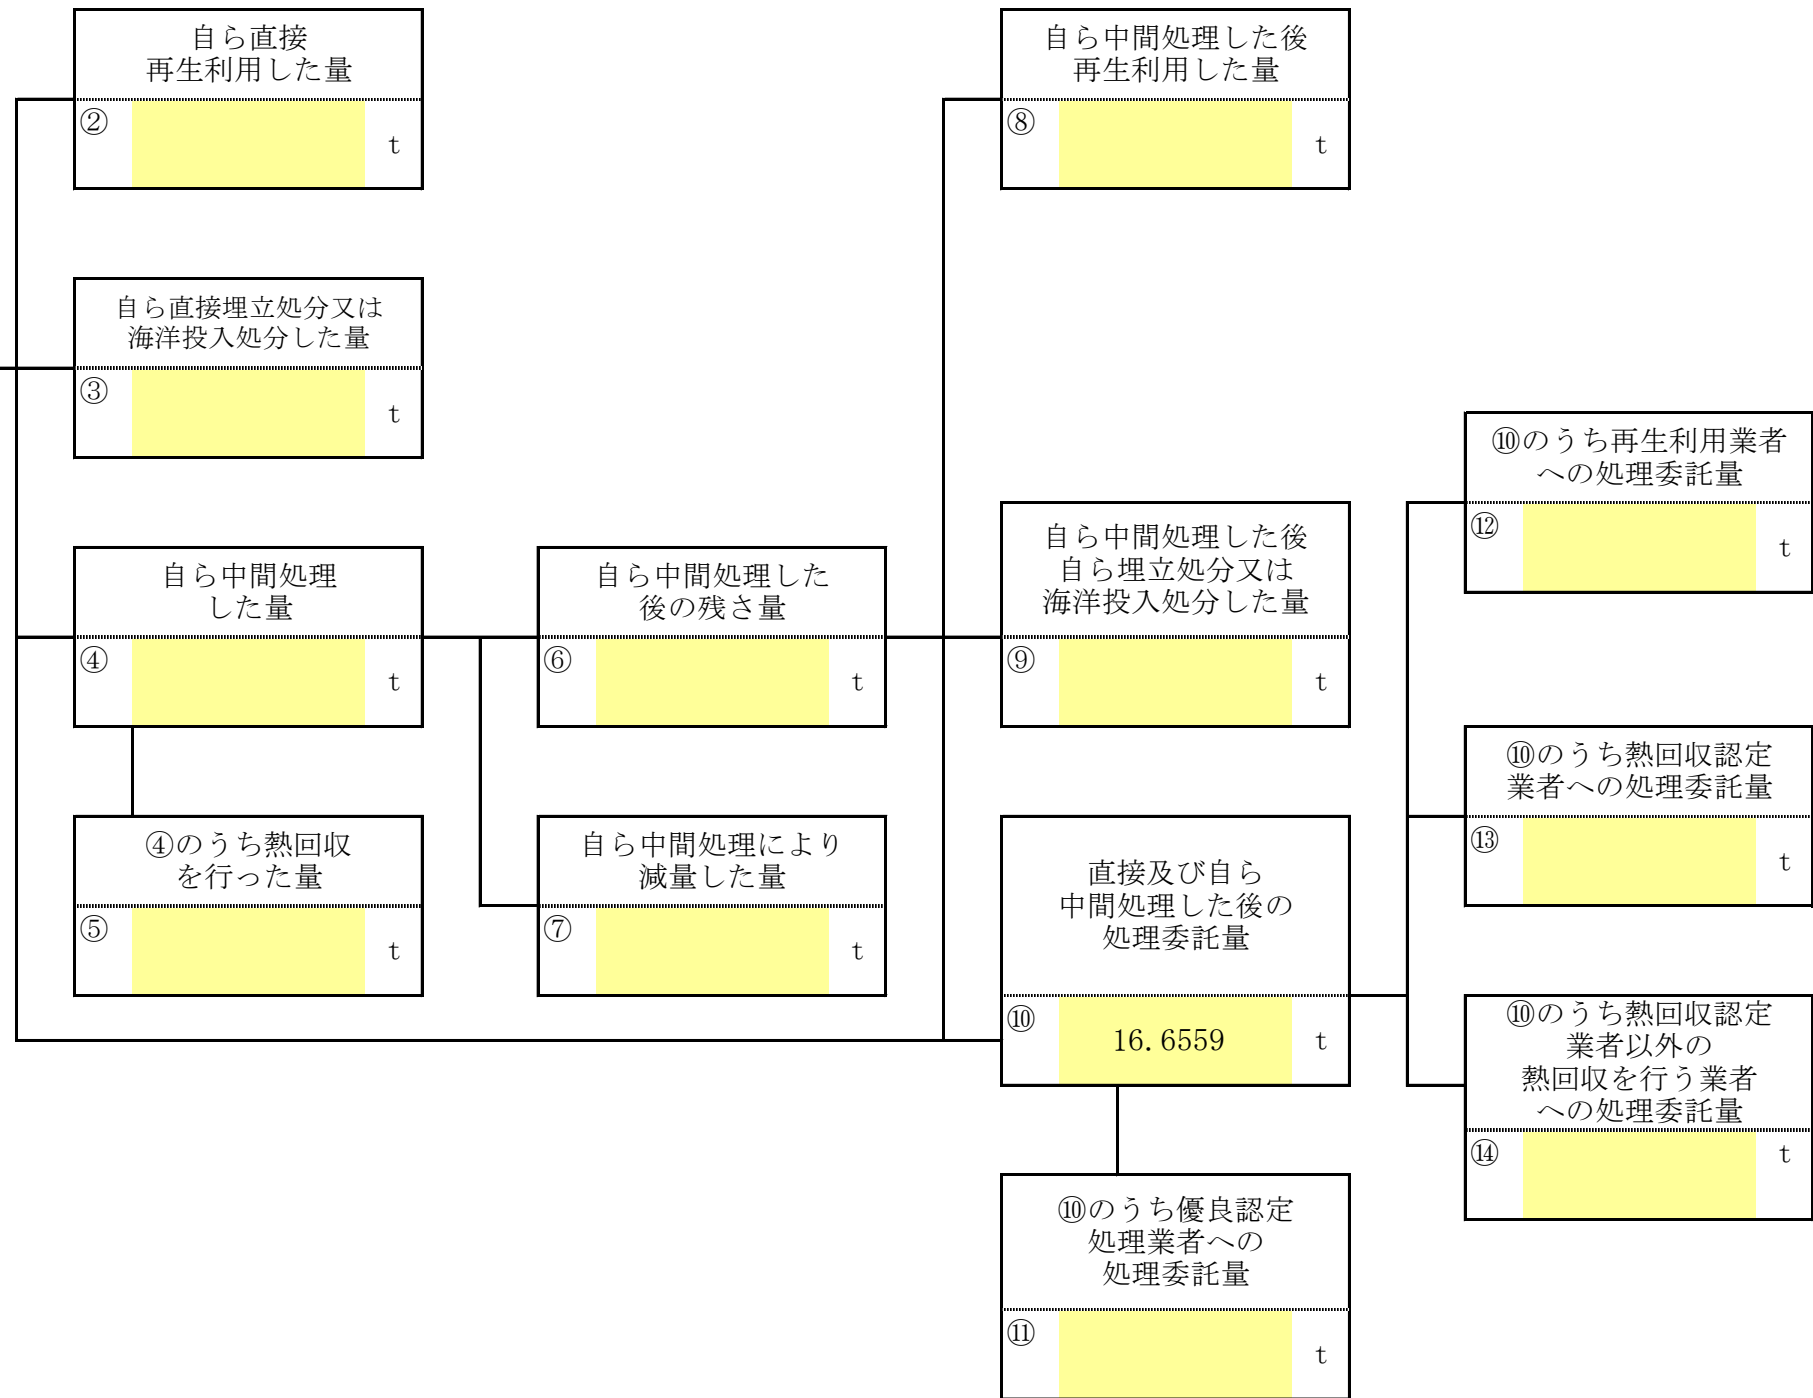 自ら直接
再生利用した量
②
t
自ら中間処理した後
再生利用した量
⑧
t
自ら直接埋立処分又は
海洋投入処分した量
③
t
⑩のうち再生利用業者
への処理委託量
⑫
t
自ら中間処理
した量
④
t
自ら中間処理した
後の残さ量
⑥
t
自ら中間処理した後
自ら埋立処分又は
海洋投入処分した量
⑨
t
⑩のうち熱回収認定
業者への処理委託量
⑬
t
④のうち熱回収
を行った量
⑤
t
自ら中間処理により
減量した量
⑦
t
直接及び自ら
中間処理した後の
処理委託量
⑩
16.6559
t
⑩のうち熱回収認定
業者以外の
熱回収を行う業者
への処理委託量
⑭
t
⑩のうち優良認定
処理業者への
処理委託量
⑪
t